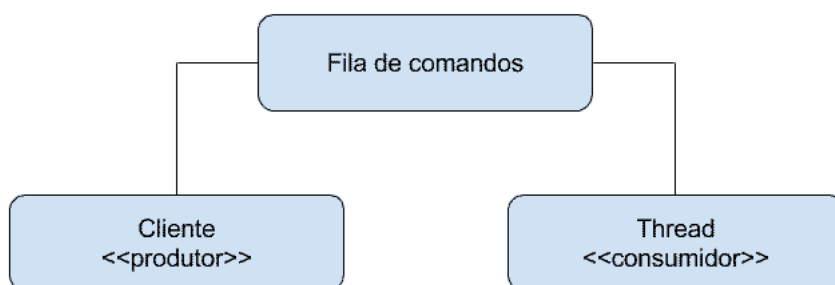 Fila de comandos
Cliente
<<produtor>>
Thread
<<consumidor>>